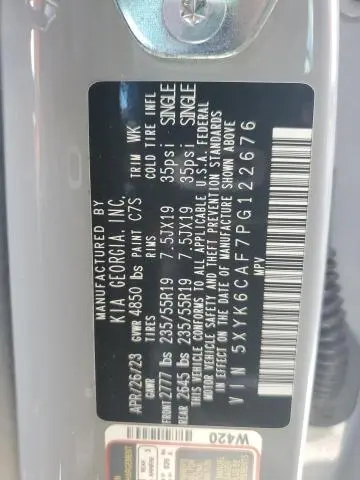 MANUFACTURED BY
KIA GEORGIA, INC.
APR/26/23 GVWR 4850 lbs PAINT C7S TRIM WK
GAWR TIRES RIMS COLD TIRE INFL
FRONT 2777 lbs 235/55R19 7.5JX19 35psi SINGLE
REAR 2645 lbs 235/55R19 7.5JX19 35psi SINGLE
THIS VEHICLE CONFORMS TO ALL APPLICABLE U.S.A. FEDERAL
MOTOR VEHICLE SAFETY AND THEFT PREVENTION STANDARDS
IN EFFECT ON THE DATE OF MANUFACTURE SHOWN ABOVE
VIN 5XYK6CAF7PG122676
MPV
W420